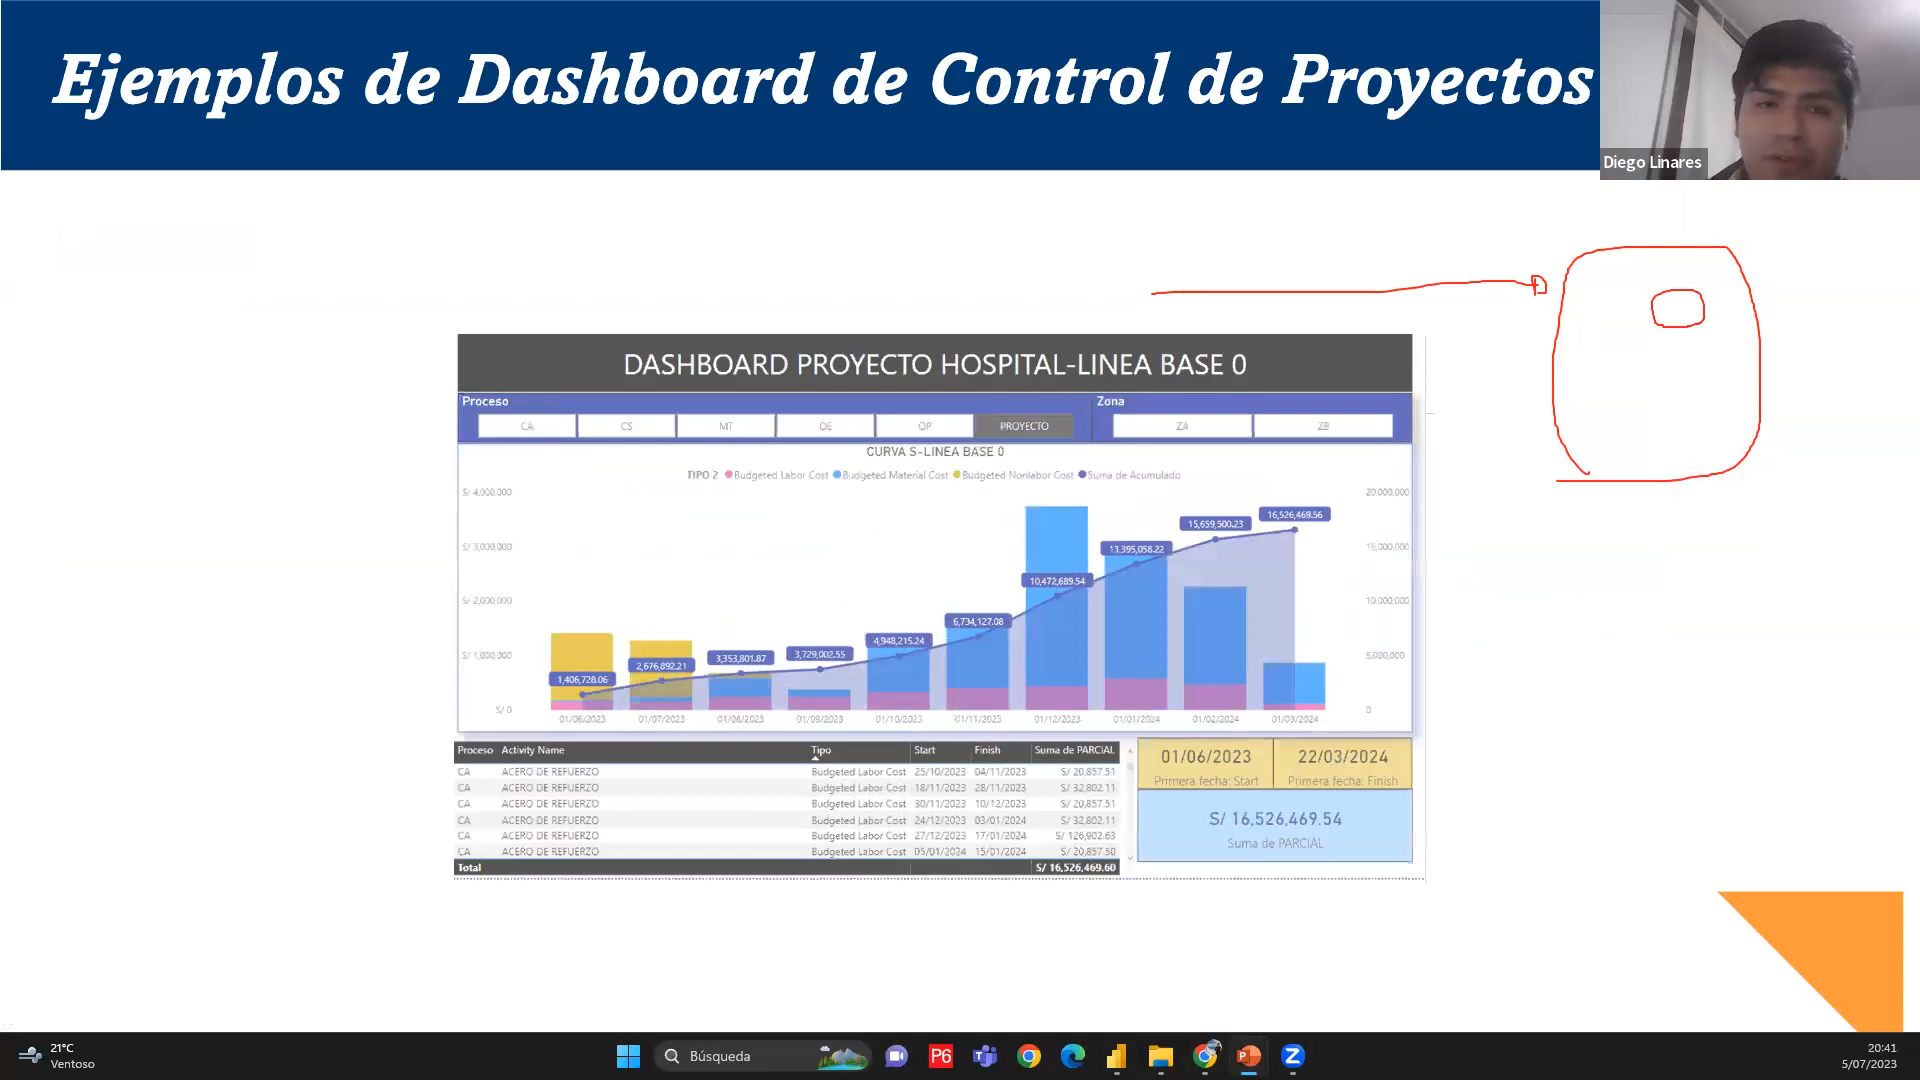 Ejemplos de Dashboard de Control de Proyectos
Diego Linares
DASHBOARD PROYECTO HOSPITAL-LINEA BASE 0
Proceso
CA
CS
MT
OE
OP
PROYECTO
Zona
ZA
ZB
CURVA S-LINEA BASE 0
TIPO 2 Budgeted Labor Cost Budgeted Material Cost Budgeted Nonlabor Cost Suma de Acumulado
S/ 4,000,000
S/ 3,000,000
S/ 2,000,000
S/ 1,000,000
S/ 0
20,000,000
15,000,000
10,000,000
5,000,000
0
1,406,728.06
2,676,892.21
3,353,801.87
3,729,002.55
4,948,215.24
6,734,127.08
10,472,689.54
13,395,058.22
15,659,500.23
16,526,469.56
01/06/2023 01/07/2023 01/08/2023 01/09/2023 01/10/2023 01/11/2023 01/12/2023 01/01/2024 01/02/2024 01/03/2024
Proceso Activity Name Tipo Start Finish Suma de PARCIAL
CA ACERO DE REFUERZO Budgeted Labor Cost 25/10/2023 04/11/2023 S/ 20,857.51
CA ACERO DE REFUERZO Budgeted Labor Cost 18/11/2023 28/11/2023 S/ 32,802.11
CA ACERO DE REFUERZO Budgeted Labor Cost 30/11/2023 10/12/2023 S/ 20,857.51
CA ACERO DE REFUERZO Budgeted Labor Cost 24/12/2023 03/01/2024 S/ 32,802.11
CA ACERO DE REFUERZO Budgeted Labor Cost 27/12/2023 17/01/2024 S/ 126,902.63
CA ACERO DE REFUERZO Budgeted Labor Cost 05/01/2024 15/01/2024 S/ 20,857.50
Total S/ 16,526,469.60
01/06/2023
Primera fecha: Start
22/03/2024
Primera fecha: Finish
S/ 16,526,469.54
Suma de PARCIAL
21°C
Ventoso
Búsqueda
P6
20:41
5/07/2023